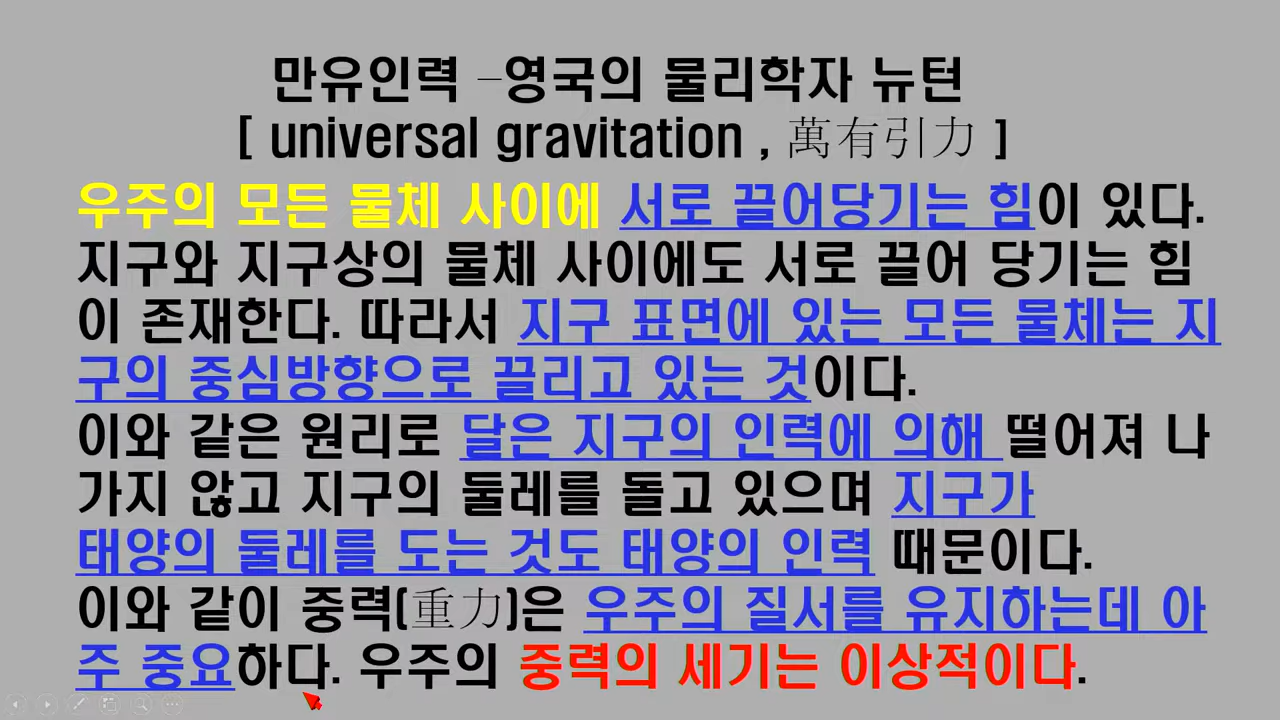 만유인력 –영국의 물리학자 뉴턴
[ universal gravitation , 萬有引力 ]
우주의 모든 물체 사이에 서로 끌어당기는 힘이 있다.
지구와 지구상의 물체 사이에도 서로 끌어 당기는 힘
이 존재한다. 따라서 지구 표면에 있는 모든 물체는 지
구의 중심방향으로 끌리고 있는 것이다.
이와 같은 원리로 달은 지구의 인력에 의해 떨어져 나
가지 않고 지구의 둘레를 돌고 있으며 지구가
태양의 둘레를 도는 것도 태양의 인력 때문이다.
이와 같이 중력(重力)은 우주의 질서를 유지하는데 아
주 중요하다. 우주의 중력의 세기는 이상적이다.